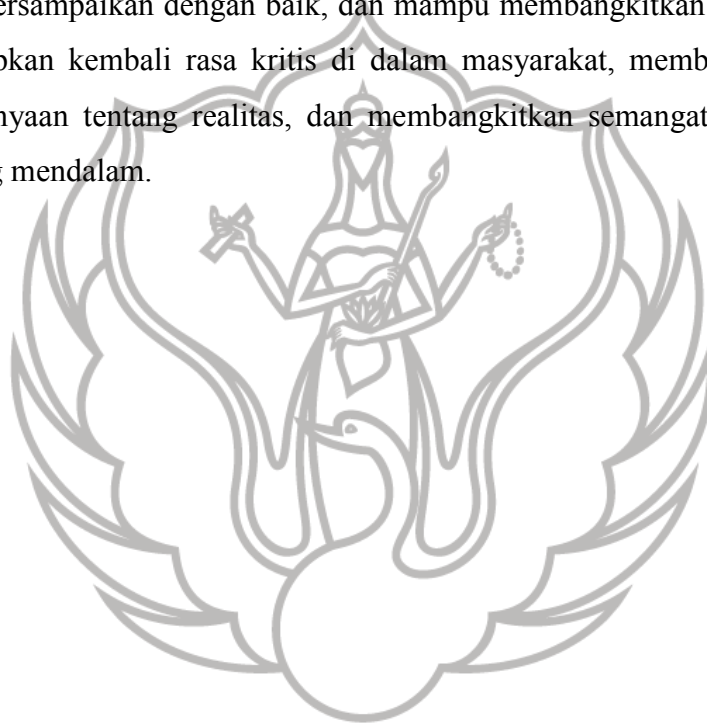 ersampaikan dengan baik, dan mampu membangkitkan
pkan kembali rasa kritis di dalam masyarakat, memb
nyaan tentang realitas, dan membangkitkan semangat
g mendalam.